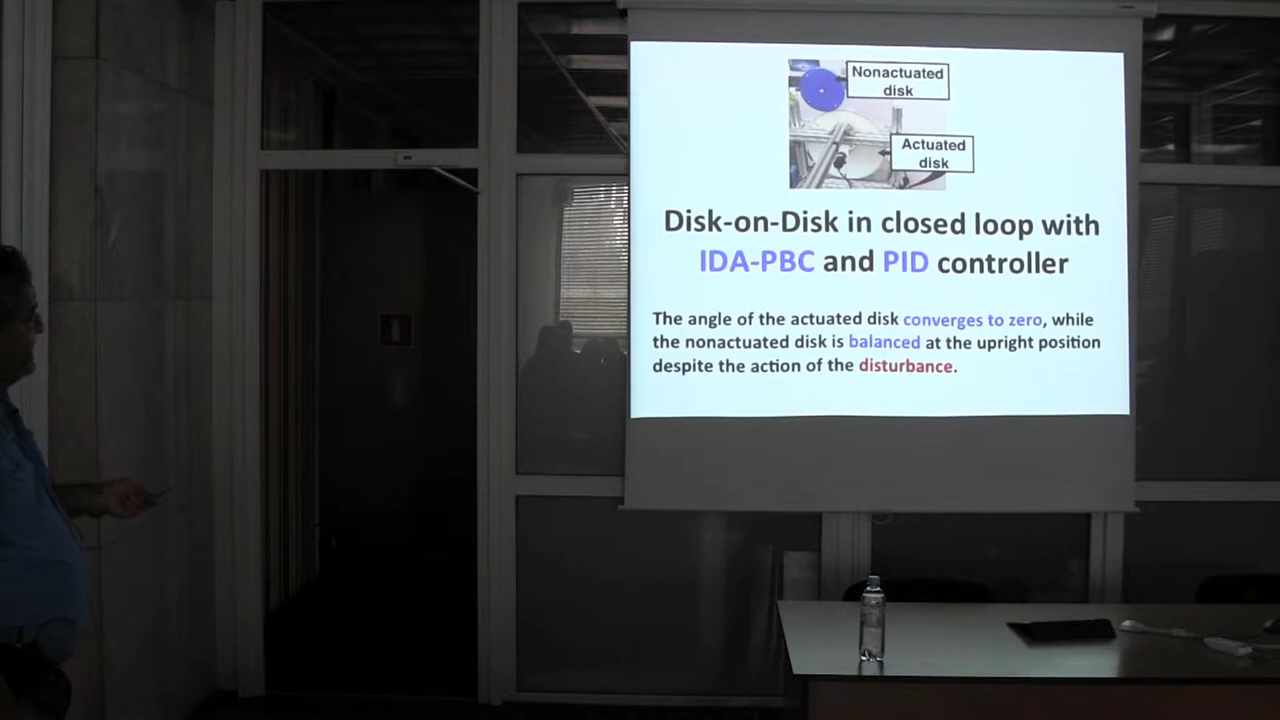 Nonactuated
disk
Actuated
disk
Disk-on-Disk in closed loop with
IDA-PBC and PID controller
The angle of the actuated disk converges to zero, while
the nonactuated disk is balanced at the upright position
despite the action of the disturbance.